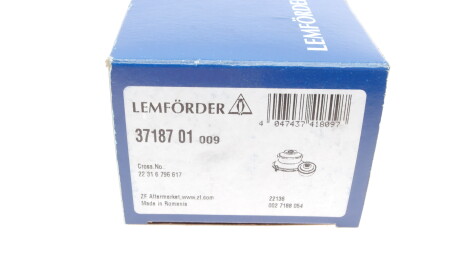 LEMFÖRDER
LEMFÖRDER
37187 01 009
4 047437 418097
Cross.No.
22 31 6 796 617
ZF Aftermarket,www.zf.com
Made in Romania
22136
002 7189 054